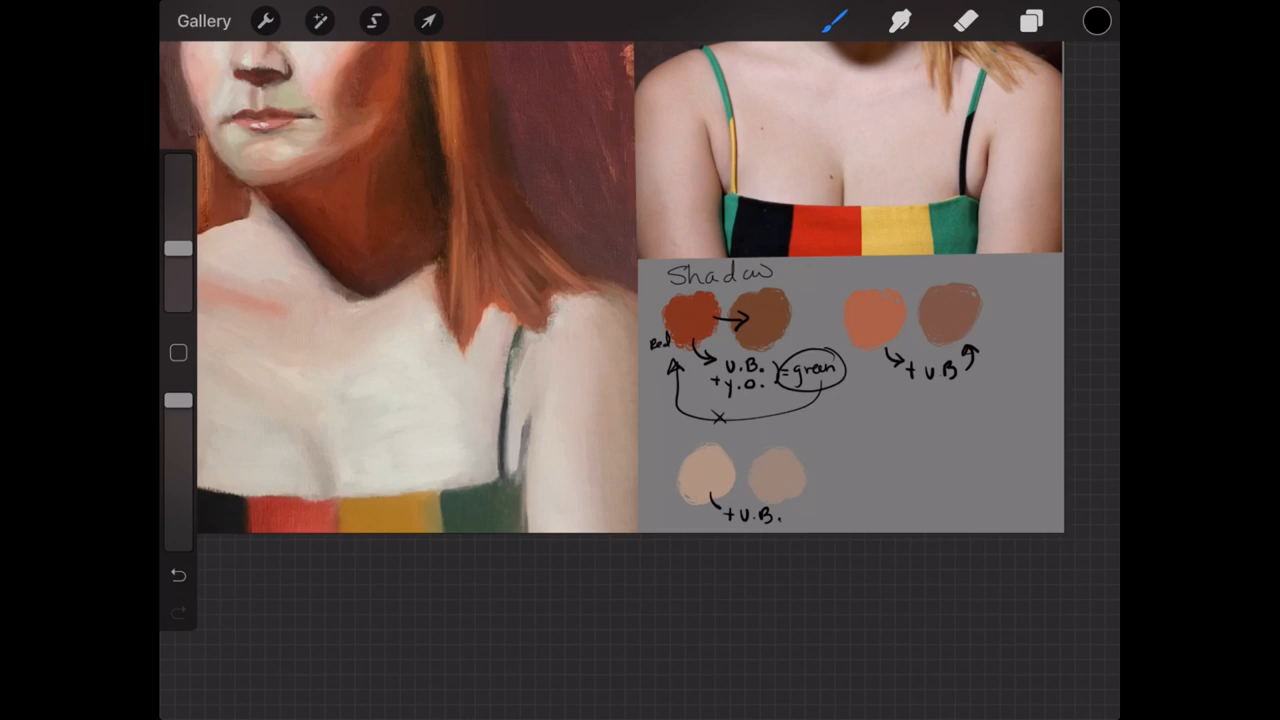 Gallery
Shadow
Red
U.B.
+ y.o.
= green
+ U B
+ U.B.